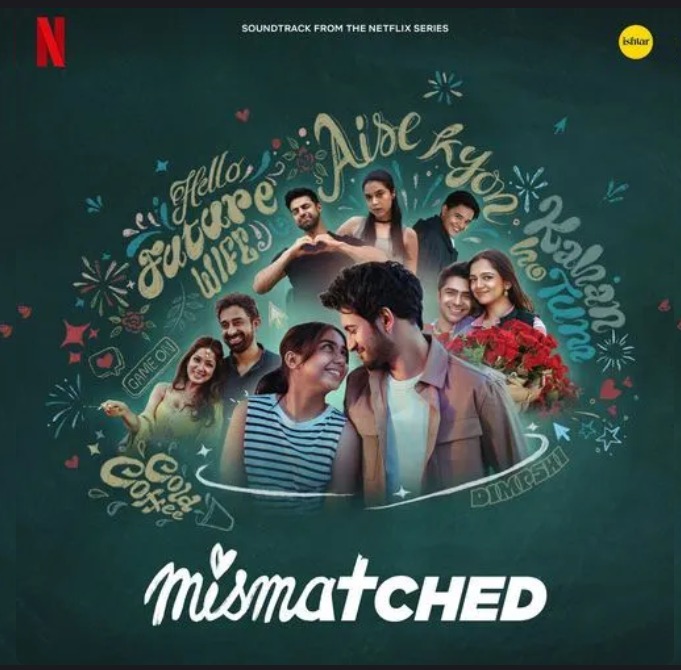 N
SOUNDTRACK FROM THE NETFLIX SERIES
ishtar
Hello
Future
WIFE
Aise kyon
Kahan
ho Tum
GAME ON
Cold
Coffee
DIMPSHI
mismatCHED